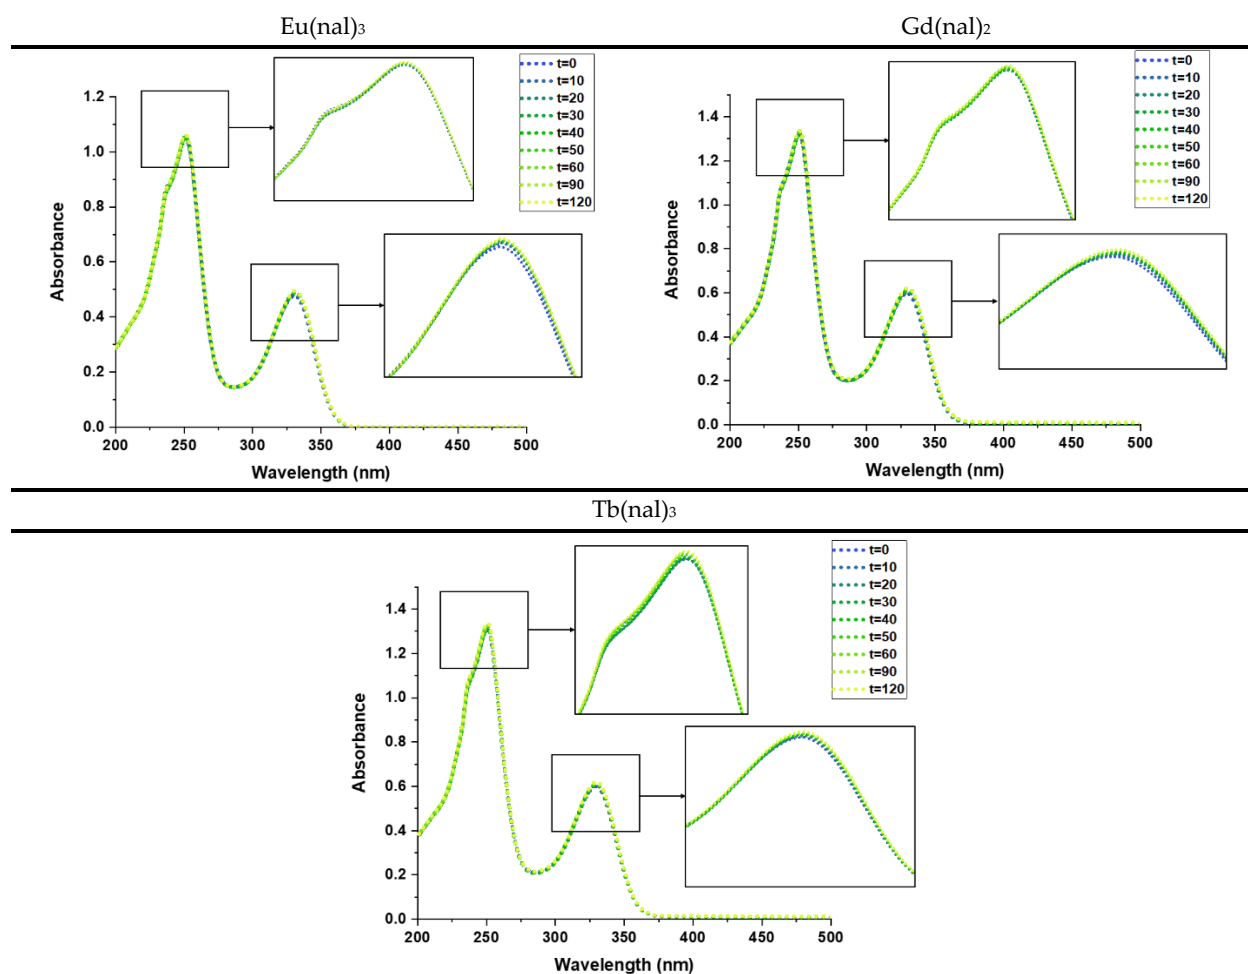 Eu(nal)₃
Gd(nal)₂
t=0
t=10
t=20
t=30
t=40
t=50
t=60
t=90
t=120
1.2
1.0
0.8
0.6
0.4
0.2
0.0
Absorbance
200 250 300 350 400 450 500
Wavelength (nm)
t=0
t=10
t=20
t=30
t=40
t=50
t=60
t=90
t=120
1.4
1.2
1.0
0.8
0.6
0.4
0.2
0.0
Absorbance
200 250 300 350 400 450 500
Wavelength (nm)
Tb(nal)₃
t=0
t=10
t=20
t=30
t=40
t=50
t=60
t=90
t=120
1.4
1.2
1.0
0.8
0.6
0.4
0.2
0.0
Absorbance
200 250 300 350 400 450 500
Wavelength (nm)